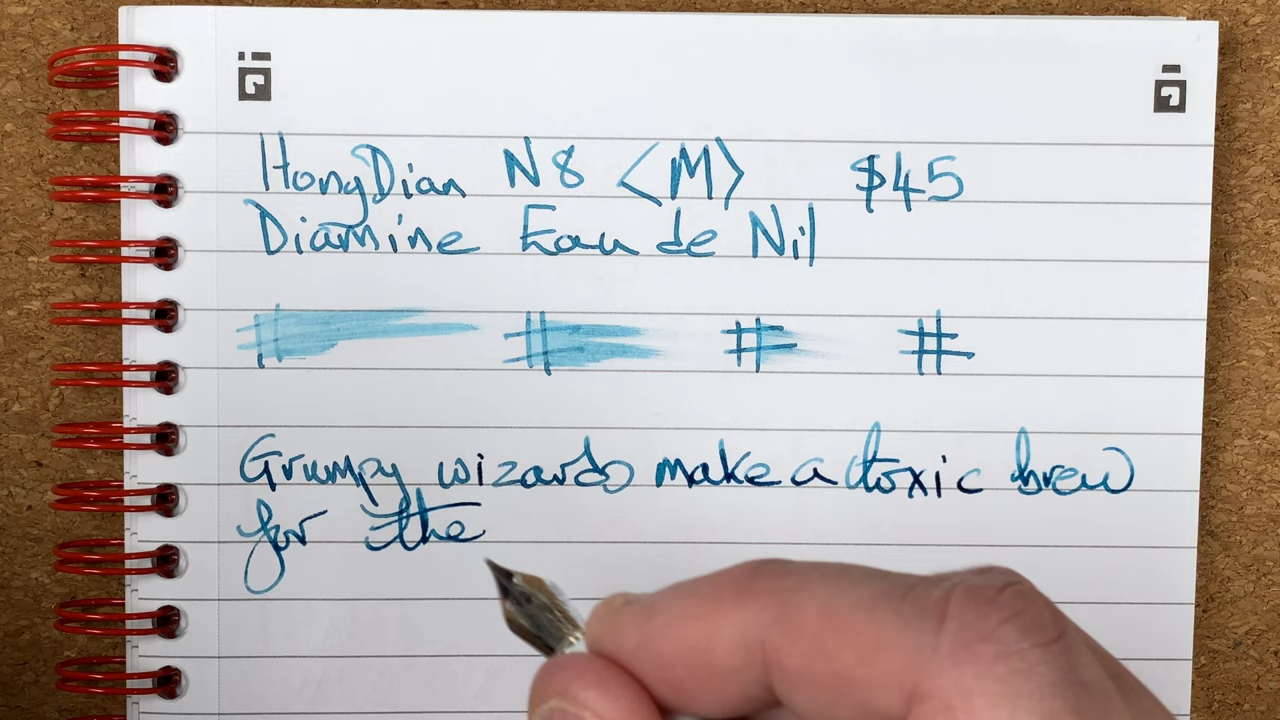 HongDian N8 <M> $45
Diamine Eau de Nil
# # # #
Grumpy wizards make a toxic brew
for the